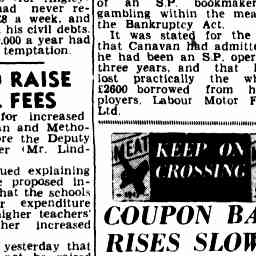 had never re-
£8 a week, and
his civil debts.
,000 a year had
temptation.
RAISE
FEES
for increased
an and Metho-
ore the Deputy
er (Mr. Lind-
ued explaining
proposed in-
hat the schools
r expenditure
igher teachers'
her increased
yesterday that
of an S.P. bookmaker
gambling within the mea
the Bankruptcy Act.
It was stated for the
that Canavan had admitte
he had been an S.P. oper
three years, and that h
lost practically the wh
£2600 borrowed from h
ployers, Labour Motor F
Ltd.
EAT
KEEP ON
CROSSING
COUPON BA
RISES SLOW